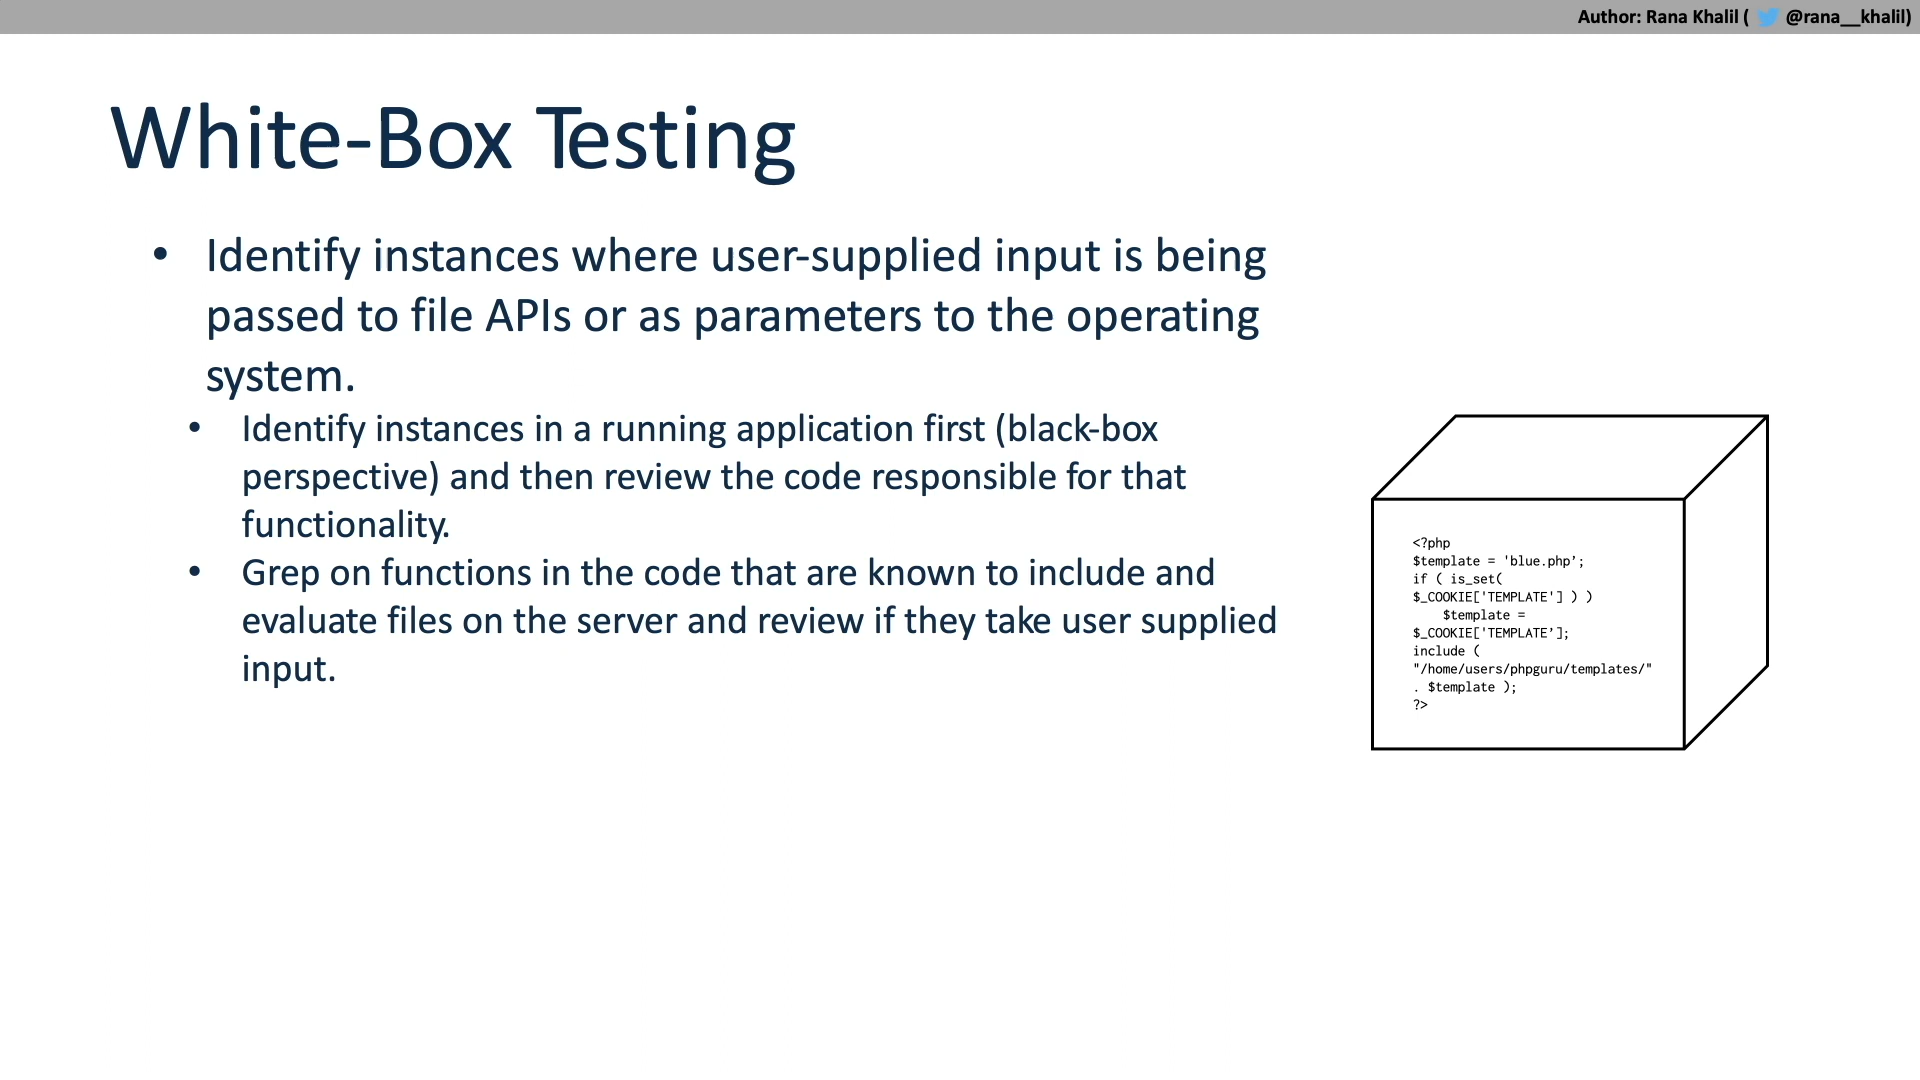 Author: Rana Khalil ( @rana__khalil)
White-Box Testing
• Identify instances where user-supplied input is being
passed to file APIs or as parameters to the operating
system.
• Identify instances in a running application first (black-box
perspective) and then review the code responsible for that
functionality.
• Grep on functions in the code that are known to include and
evaluate files on the server and review if they take user supplied
input.
<?php
$template = 'blue.php’;
if ( is_set(
$_COOKIE['TEMPLATE'] ) )
$template =
$_COOKIE['TEMPLATE’];
include (
"/home/users/phpguru/templates/"
. $template );
?>